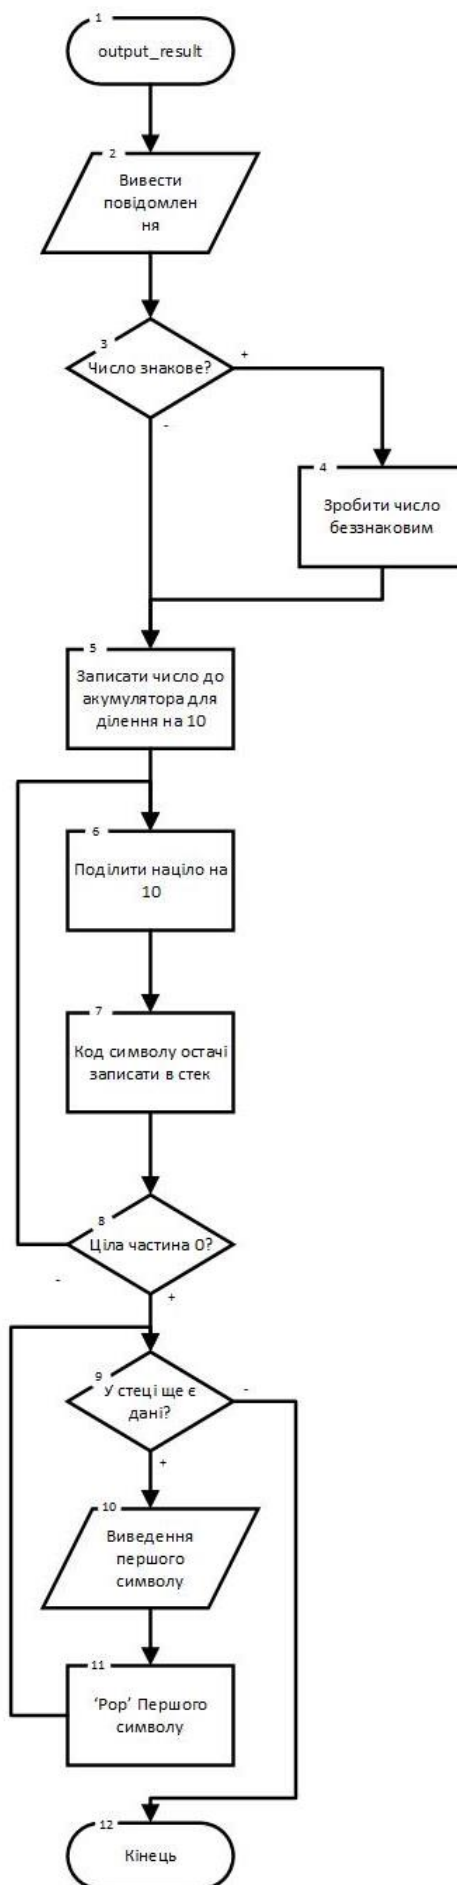 1
output_result
2
Вивести
повідомлен
ня
3
Число знакове?
+
-
4
Зробити число
беззнаковим
5
Записати число до
акумулятора для
ділення на 10
6
Поділити націло на
10
7
Код символу остачі
записати в стек
8
Ціла частина 0?
-
+
9
У стеці ще є
дані?
-
+
10
Виведення
першого
символу
11
‘Pop’ Першого
символу
12
Кінець